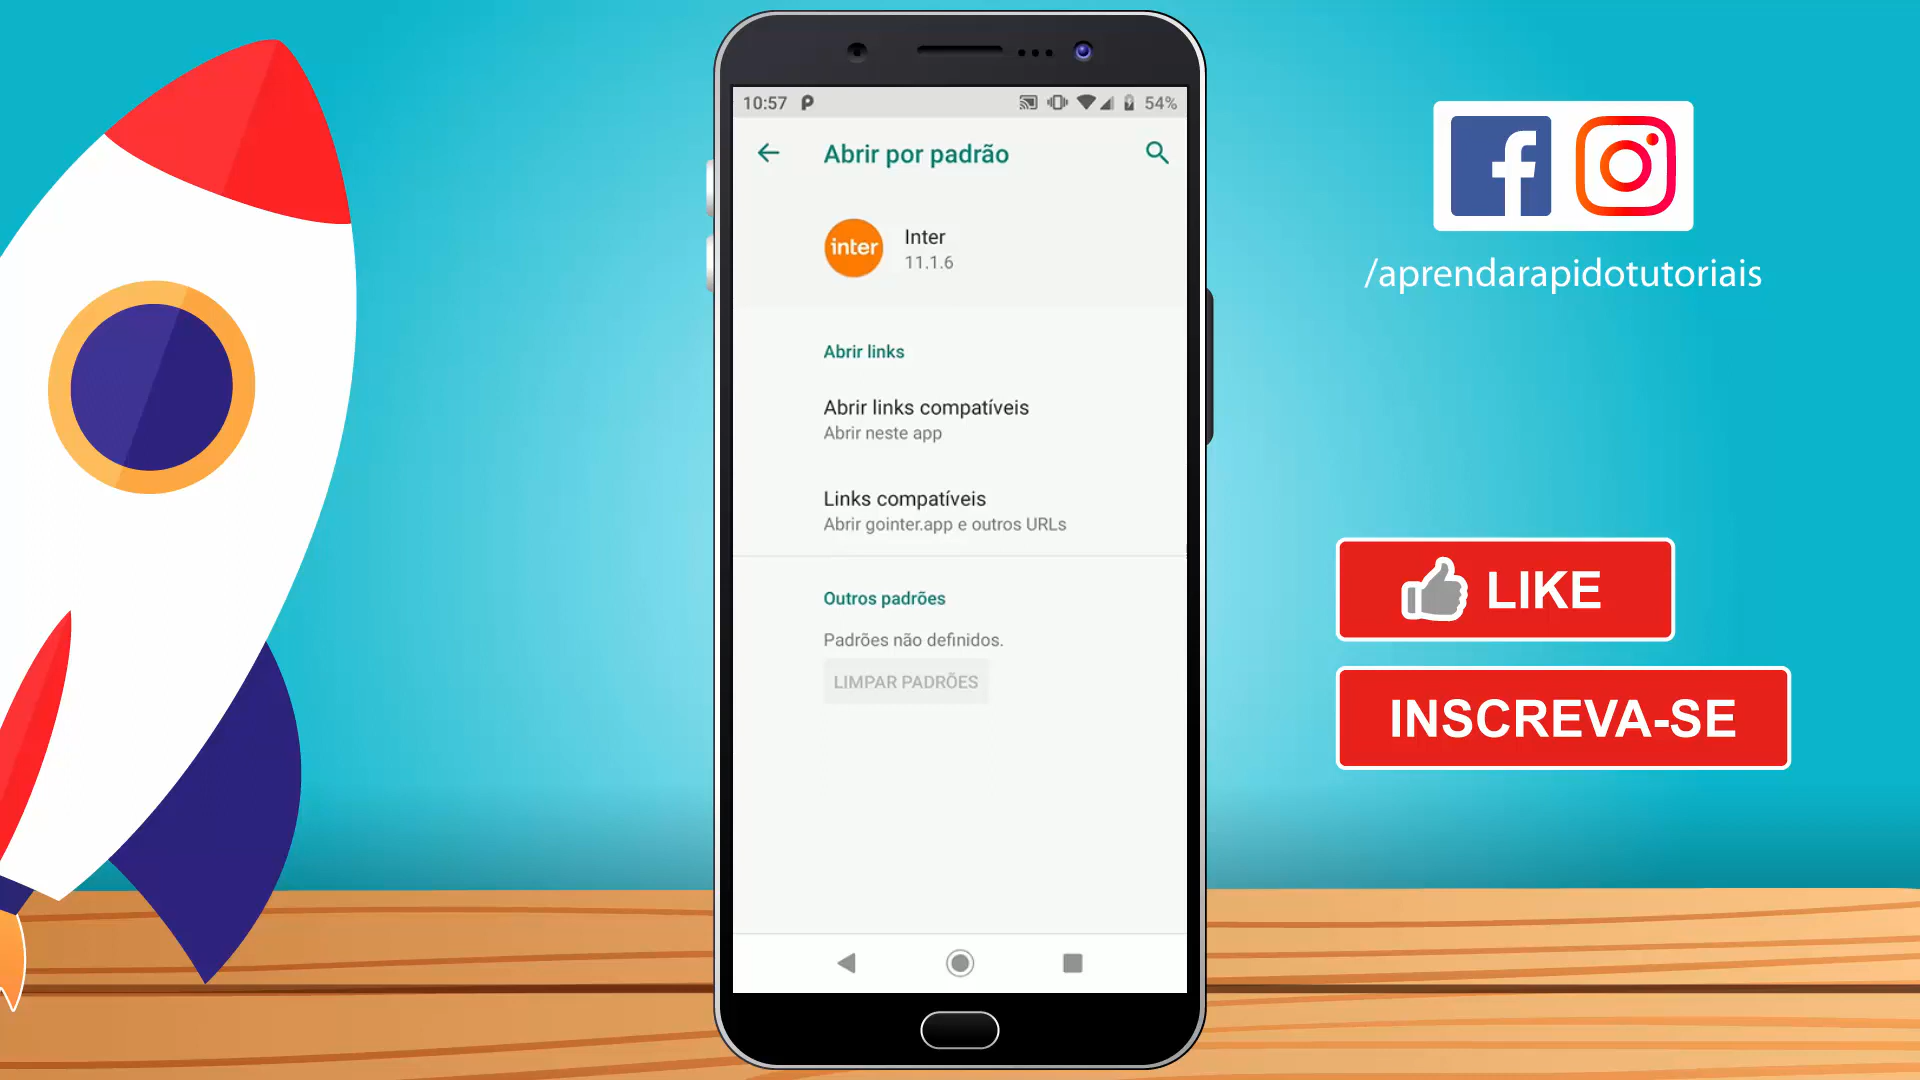 10:57
54%
Abrir por padrão
inter
Inter
11.1.6
Abrir links
Abrir links compatíveis
Abrir neste app
Links compatíveis
Abrir gointer.app e outros URLs
Outros padrões
Padrões não definidos.
LIMPAR PADRÕES
/aprendarapidotutoriais
LIKE
INSCREVA-SE